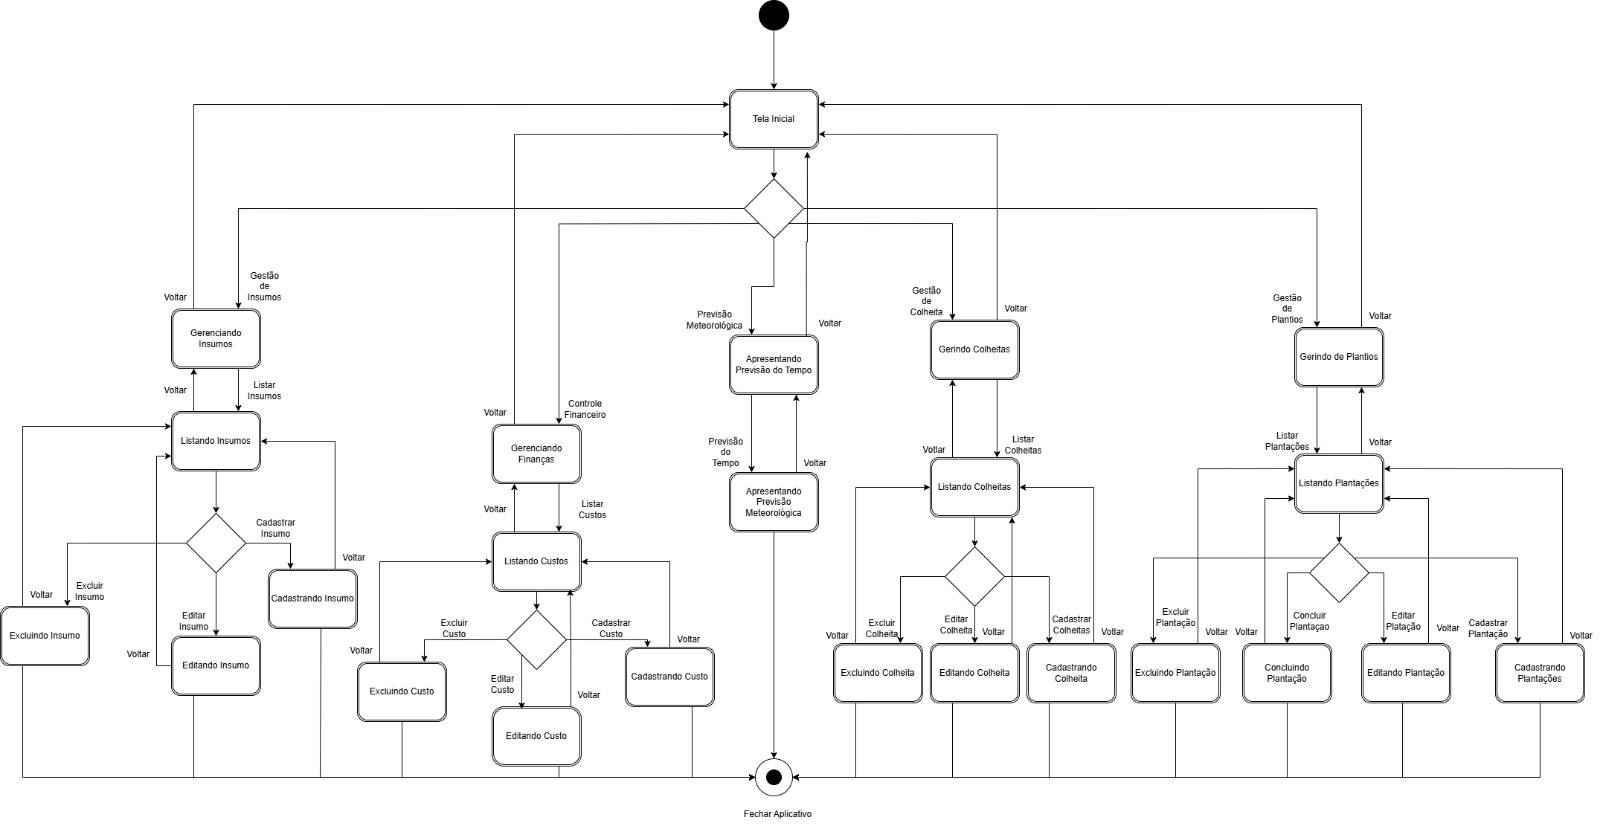 Tela Inicial
Gestão
de
Insumos
Voltar
Gerenciando
Insumos
Voltar
Listar
Insumos
Listando Insumos
Cadastrar
Insumo
Voltar
Voltar
Excluir
Insumo
Cadastrando Insumo
Editar
Insumo
Excluindo Insumo
Voltar
Editando Insumo
Controle
Financeiro
Voltar
Gerenciando
Finanças
Voltar
Listar
Custos
Listando Custos
Excluir
Custo
Cadastrar
Custo
Voltar
Voltar
Excluindo Custo
Editar
Custo
Cadastrando Custo
Voltar
Editando Custo
Previsão
Meteorológica
Voltar
Apresentando
Previsão do Tempo
Previsão
do
Tempo
Voltar
Apresentando
Previsão
Meteorológica
Gestão
de
Colheita
Voltar
Gerindo Colheitas
Votlar
Listar
Colheitas
Listando Colheitas
Voltar
Excluir
Colheita
Editar
Colheita
Voltar
Cadastrar
Colheitas
Votlar
Excluindo Colheita
Editando Colheita
Cadastrando
Colheita
Gestão
de
Plantios
Voltar
Gerindo de Plantios
Listar
Plantações
Voltar
Listando Plantações
Excluir
Plantação
Voltar
Voltar
Concluir
Plantaçao
Editar
Platação
Voltar
Cadastrar
Plantação
Voltar
Excluindo Plantação
Concluindo
Plantação
Editando Plantação
Cadastrando
Plantações
Fechar Aplicativo